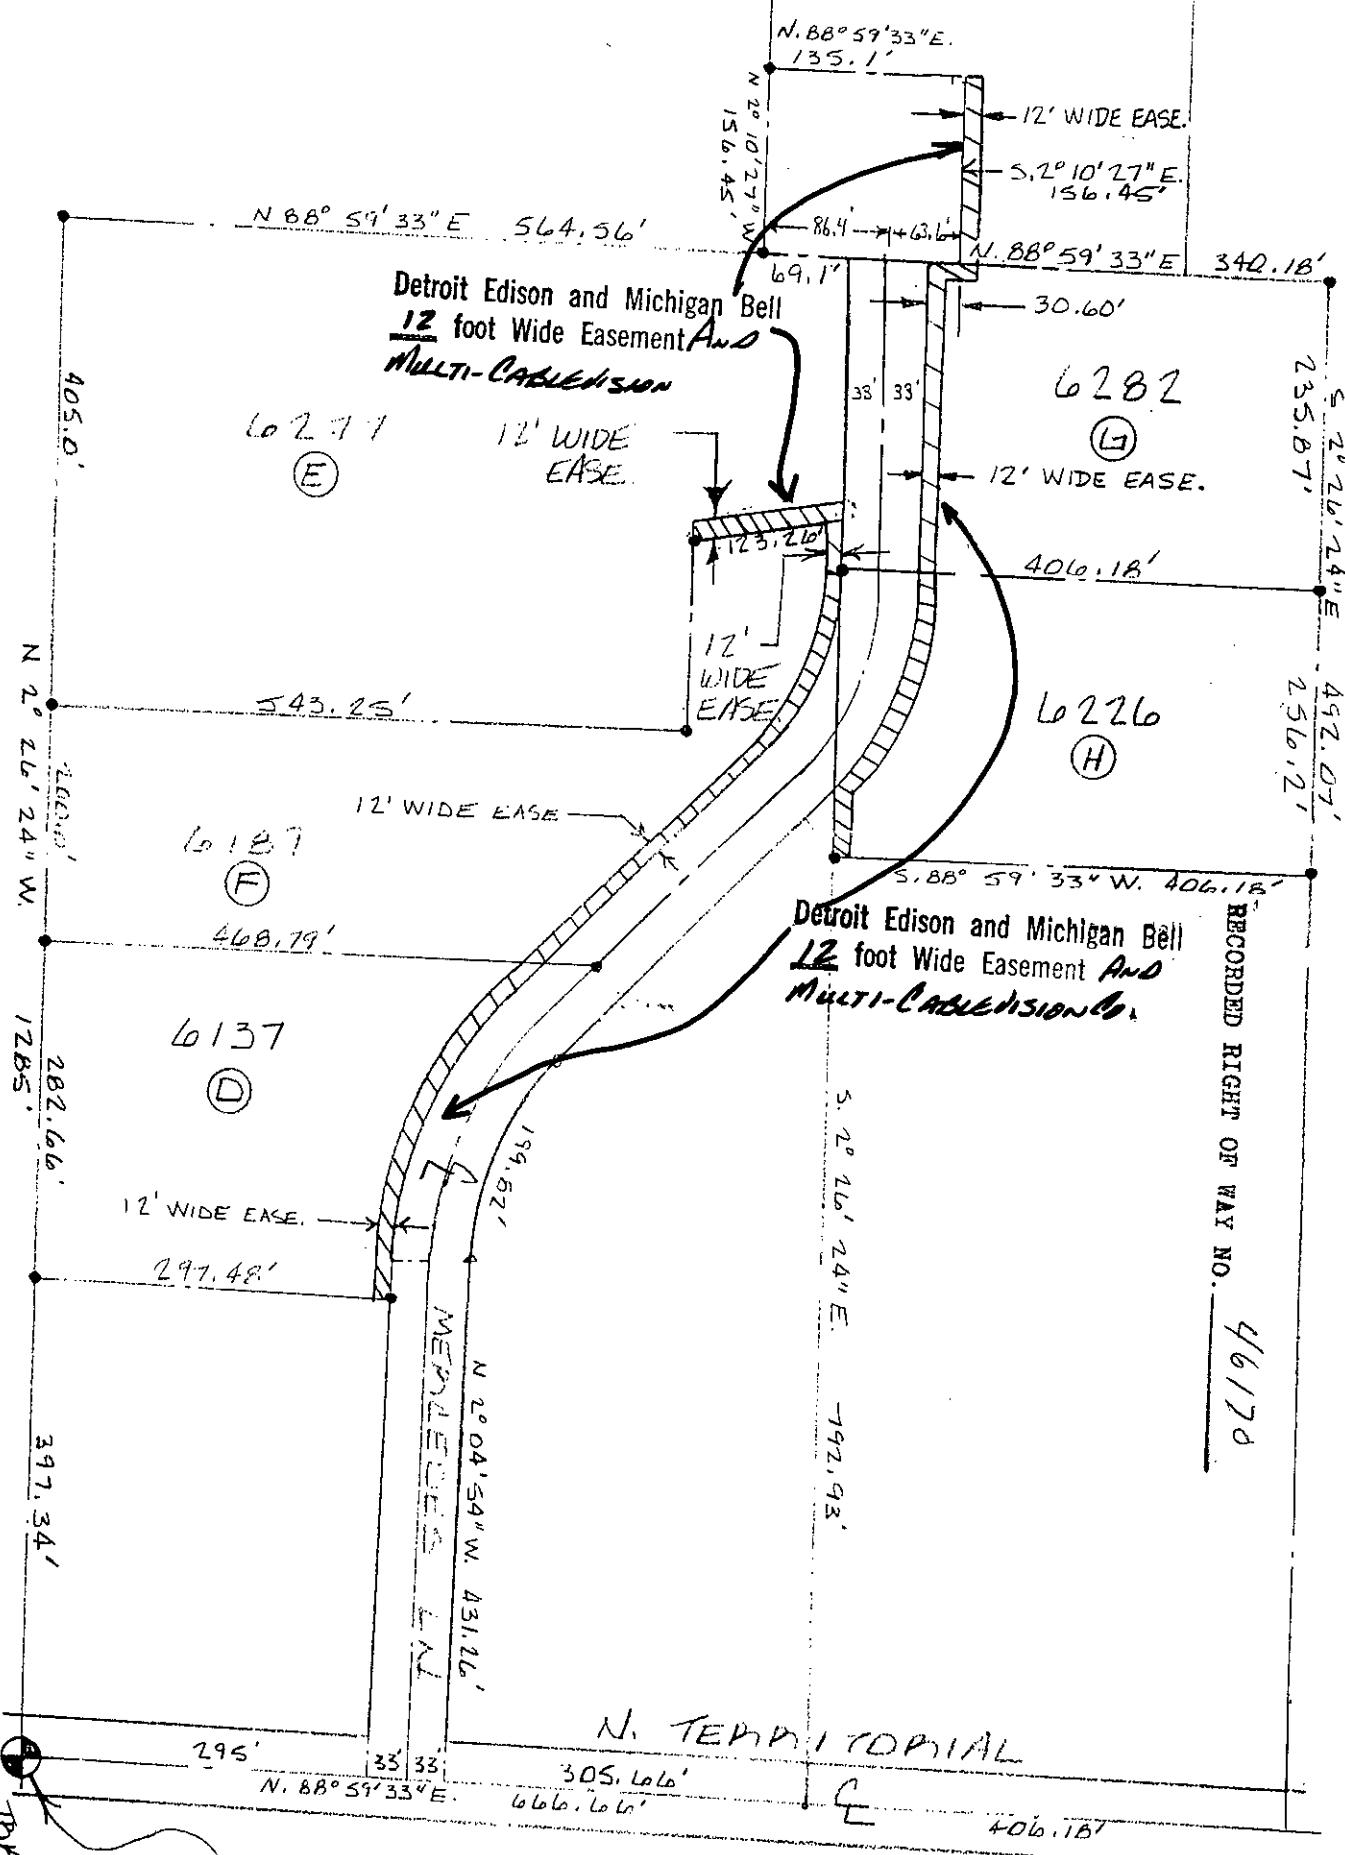 N. 88° 59' 33" E.
135.1'
N 2° 10' 27" W
156.45'
12' WIDE EASE.
S. 2° 10' 27" E.
156.45'
N 88° 59' 33" E 564.56'
86.4' 63.6'
69.1'
N. 88° 59' 33" E 340.18'
30.60'
Detroit Edison and Michigan Bell
12 foot Wide Easement AND
MULTI-CABLEVISION
405.0'
6277
E
12' WIDE
EASE.
33' 33'
6282
G
S 2° 26' 24" E 492.07'
235.87'
12' WIDE EASE.
123.26'
406.18'
12'
WIDE
EASE
543.25'
6226
H
256.2'
N 2° 26' 24" W. 1285'
200.0'
12' WIDE EASE
6187
F
S. 88° 59' 33" W. 406.18'
468.79'
Detroit Edison and Michigan Bell
12 foot Wide Easement AND
MULTI-CABLEVISION CO.
RECORDED RIGHT OF WAY NO. 46170
6137
D
282.66'
199.52'
S. 2° 26' 24" E. 792.93'
12' WIDE EASE.
297.48'
N 2° 04' 54" W. 431.26'
LN
397.34'
N. TERRITORIAL
295'
33' 33'
305.66'
N. 88° 59' 33" E.
666.66'
CL
406.18'